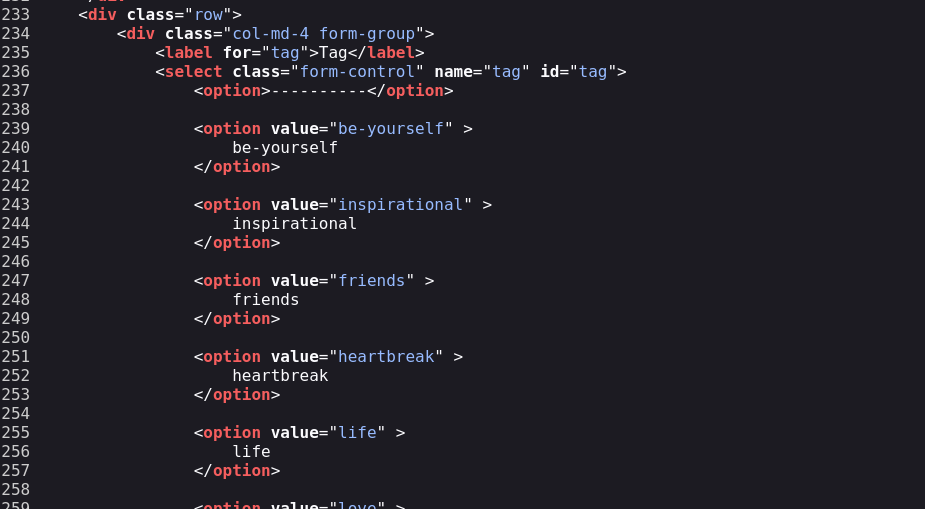 233     <div class="row">
234         <div class="col-md-4 form-group">
235             <label for="tag">Tag</label>
236             <select class="form-control" name="tag" id="tag">
237                 <option>----------</option>
238
239                 <option value="be-yourself" >
240                     be-yourself
241                 </option>
242
243                 <option value="inspirational" >
244                     inspirational
245                 </option>
246
247                 <option value="friends" >
248                     friends
249                 </option>
250
251                 <option value="heartbreak" >
252                     heartbreak
253                 </option>
254
255                 <option value="life" >
256                     life
257                 </option>
258
259                 <option value="love" >